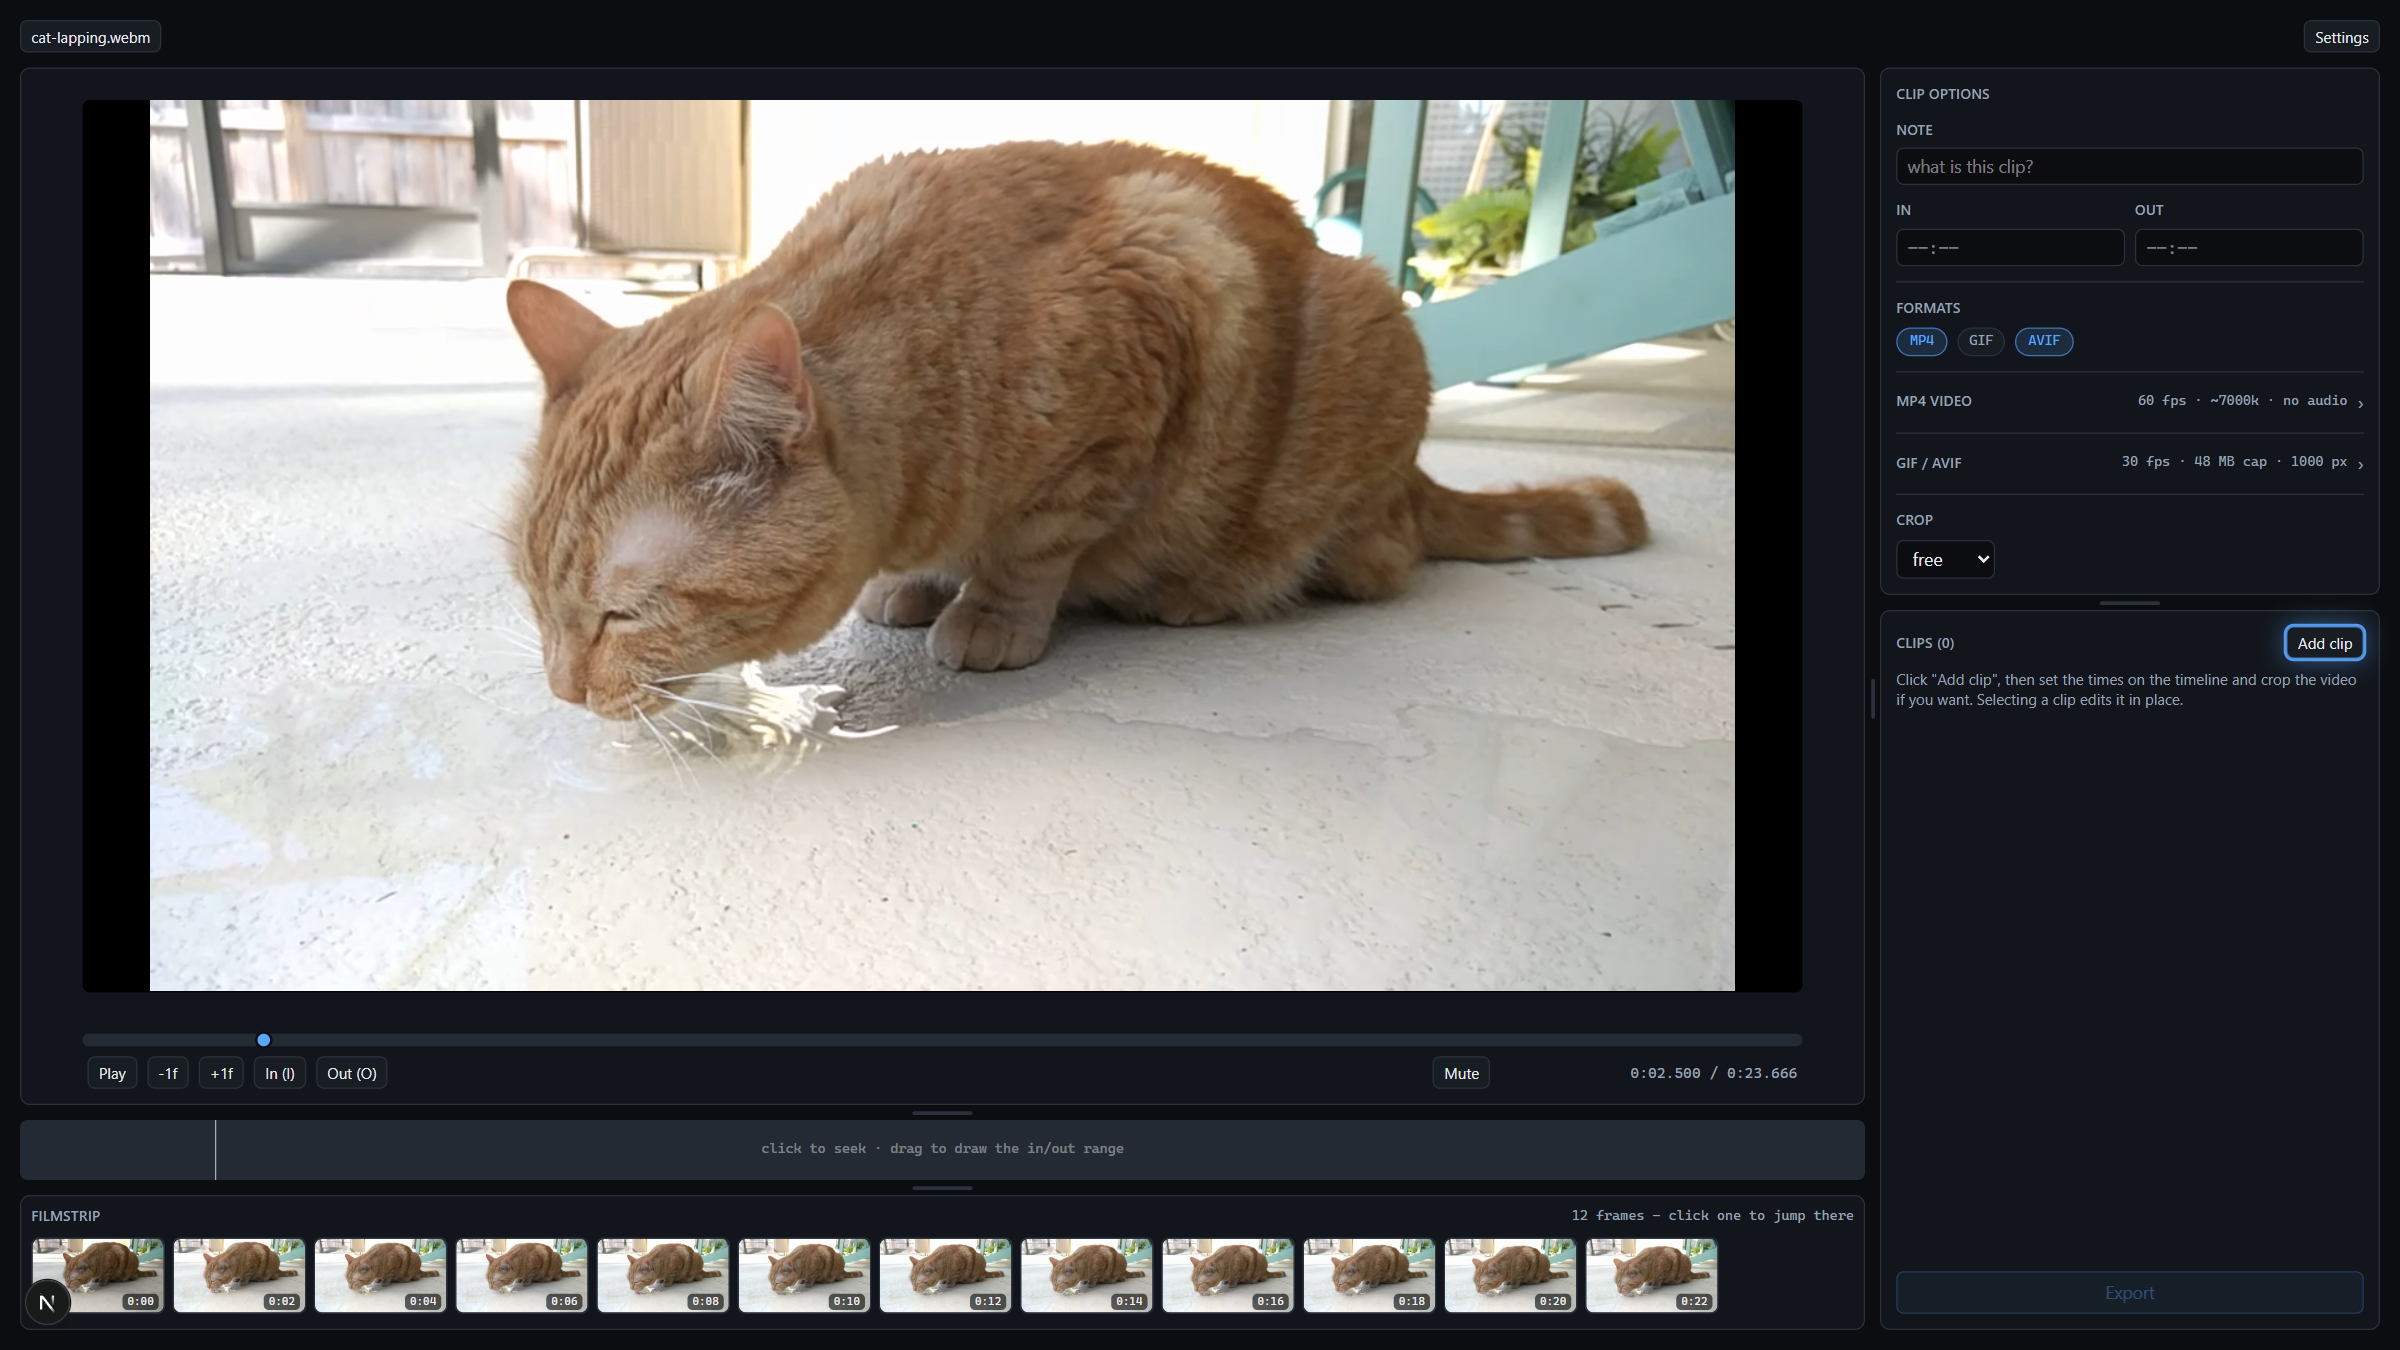 cat-lapping.webm
Settings
CLIP OPTIONS
NOTE
what is this clip?
IN OUT
--:-- --:--
FORMATS
MP4 GIF AVIF
MP4 VIDEO 60 fps · ~7000k · no audio ›
GIF / AVIF 30 fps · 48 MB cap · 1000 px ›
CROP
free
CLIPS (0) Add clip
Click "Add clip", then set the times on the timeline and crop the video
if you want. Selecting a clip edits it in place.
Export
Play -1f +1f In (I) Out (O) Mute 0:02.500 / 0:23.666
click to seek · drag to draw the in/out range
FILMSTRIP 12 frames — click one to jump there
0:00 0:02 0:04 0:06 0:08 0:10 0:12 0:14 0:16 0:18 0:20 0:22
N